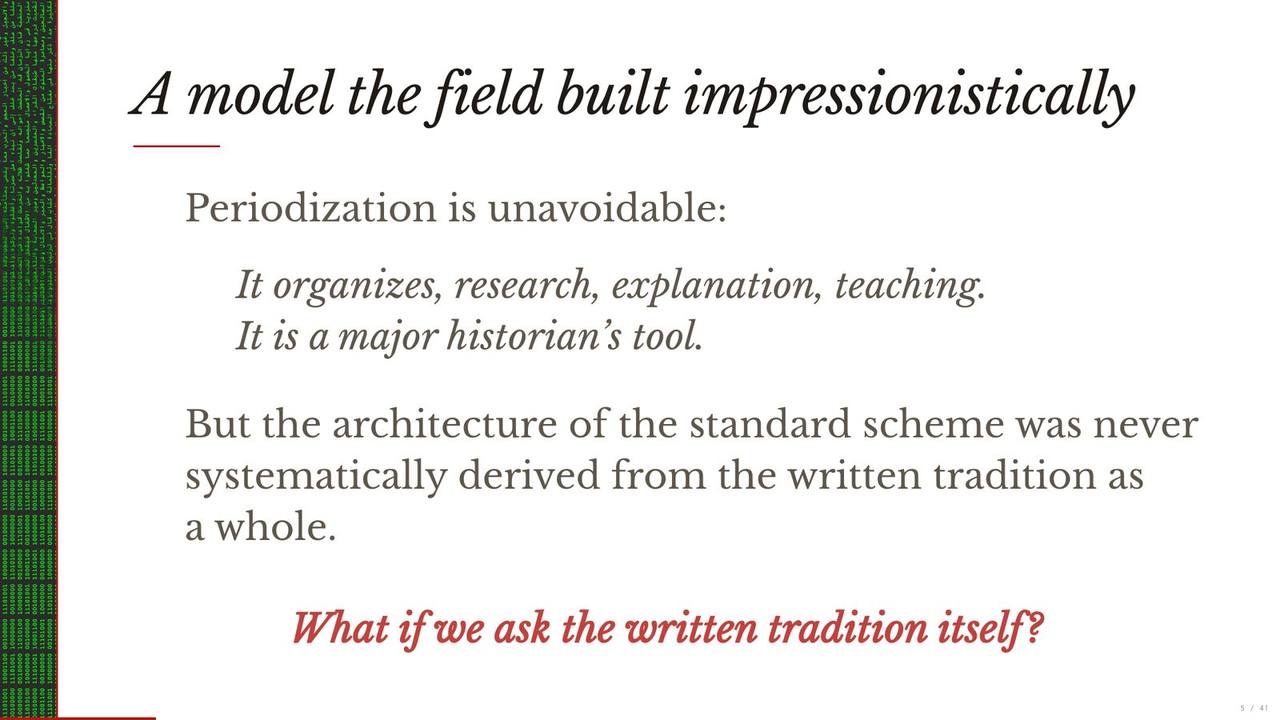 A model the field built impressionistically
Periodization is unavoidable:
It organizes, research, explanation, teaching.
It is a major historian’s tool.
But the architecture of the standard scheme was never
systematically derived from the written tradition as
a whole.
What if we ask the written tradition itself?
5 / 41